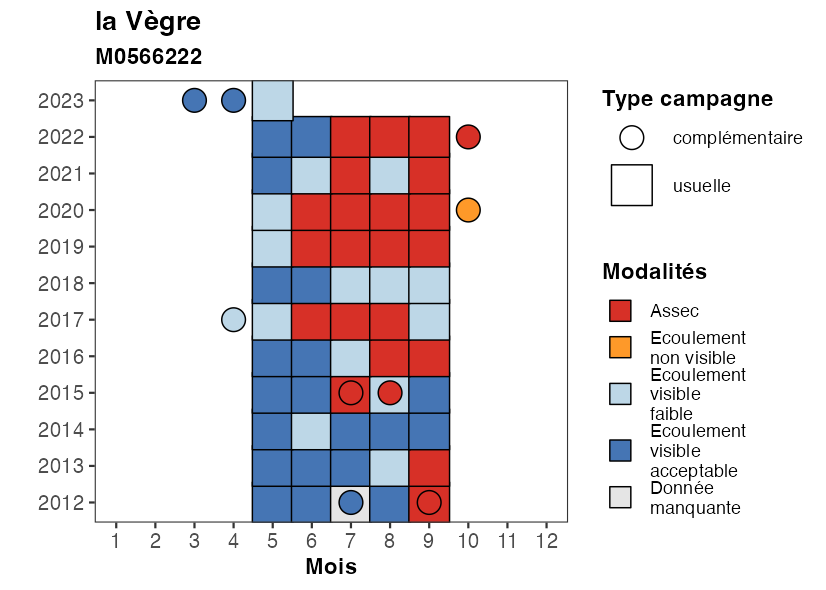 la Vègre
M0566222
2023
2022
2021
2020
2019
2018
2017
2016
2015
2014
2013
2012
1 2 3 4 5 6 7 8 9 10 11 12
Mois
Type campagne
complémentaire
usuelle
Modalités
Assec
Ecoulement
non visible
Ecoulement
visible
faible
Ecoulement
visible
acceptable
Donnée
manquante